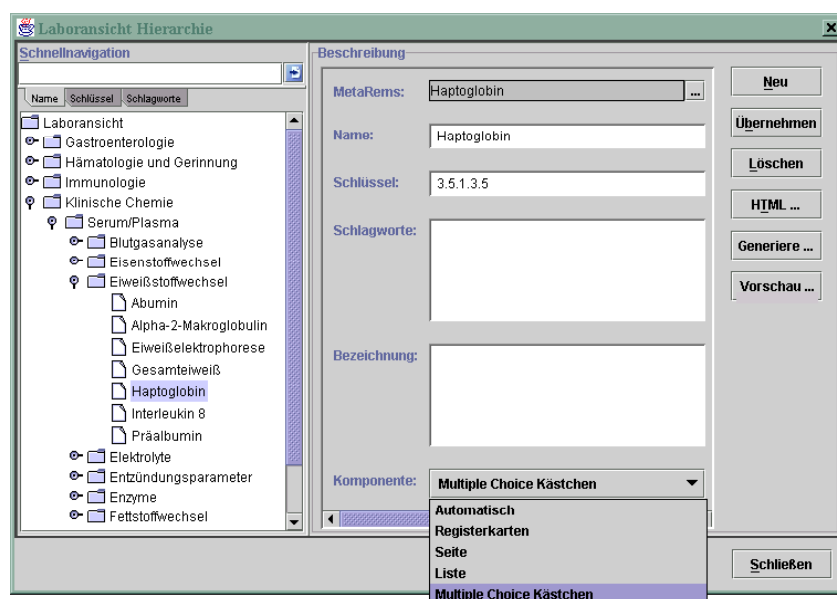 Laboransicht Hierarchie
Schnellnavigation
Name Schlüssel Schlagworte
Laboransicht
Gastroenterologie
Hämatologie und Gerinnung
Immunologie
Klinische Chemie
Serum/Plasma
Blutgasanalyse
Eisenstoffwechsel
Eiweißstoffwechsel
Abumin
Alpha-2-Makroglobulin
Eiweißelektrophorese
Gesamteiweiß
Haptoglobin
Interleukin 8
Präalbumin
Elektrolyte
Entzündungsparameter
Enzyme
Fettstoffwechsel
Beschreibung
MetaRems: Haptoglobin ...
Name: Haptoglobin
Schlüssel: 3.5.1.3.5
Schlagworte:
Bezeichnung:
Komponente: Multiple Choice Kästchen
Automatisch
Registerkarten
Seite
Liste
Multiple Choice Kästchen
Neu
Übernehmen
Löschen
HTML ...
Generiere ...
Vorschau ...
Schließen